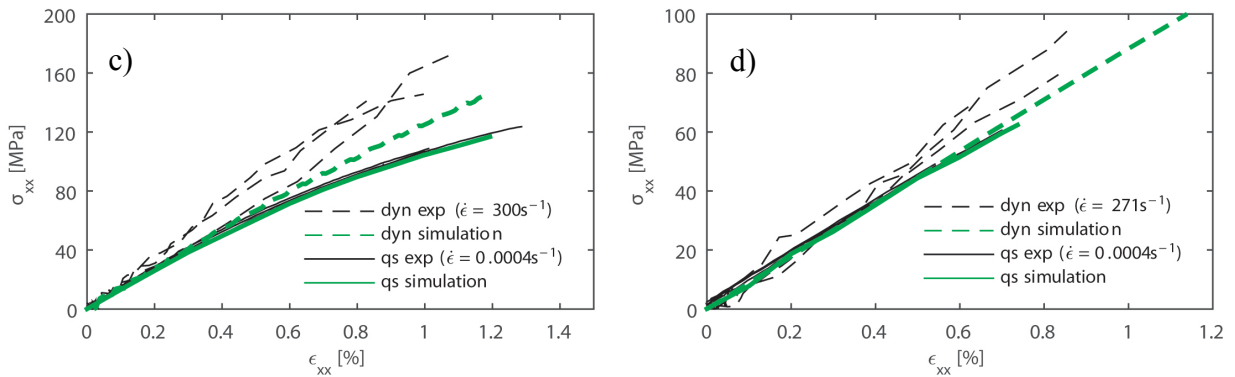 c)
200
160
120
80
40
0
σxx [MPa]
dyn exp (ε̇ = 300s⁻¹)
dyn simulation
qs exp (ε̇ = 0.0004s⁻¹)
qs simulation
0 0.2 0.4 0.6 0.8 1 1.2 1.4
ϵxx [%]
d)
100
80
60
40
20
0
σxx [MPa]
dyn exp (ε̇ = 271s⁻¹)
dyn simulation
qs exp (ε̇ = 0.0004s⁻¹)
qs simulation
0 0.2 0.4 0.6 0.8 1 1.2
ϵxx [%]